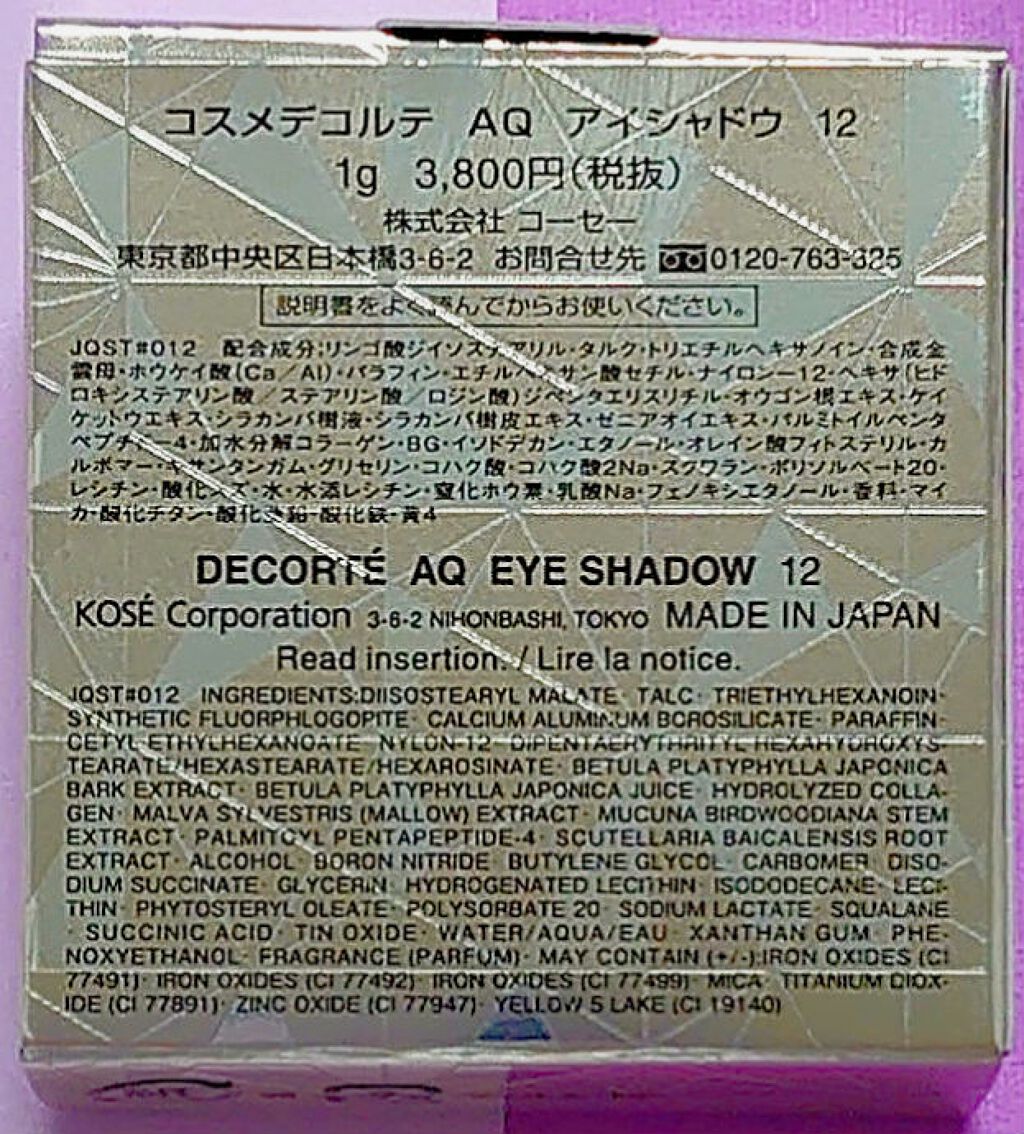 コスメデコルテ AQ アイシャドウ 12
1g 3,800円(税抜)
株式会社 コーセー
東京都中央区日本橋3-6-2 お問合せ先 0120-763-325
説明書をよく読んでからお使いください。
JQST#012 配合成分:リンゴ酸ジイソステアリル・タルク・トリエチルヘキサノイン・合成金
雲母・ホウケイ酸(Ca/Al)・パラフィン・エチルヘキサン酸セチル・ナイロン-12・ヘキサ(ヒド
ロキシステアリン酸/ステアリン酸/ロジン酸)ジペンタエリスリチル・オウゴン根エキス・ケイ
ケットウエキス・シラカンバ樹液・シラカンバ樹皮エキス・ゼニアオイエキス・パルミトイルペンタ
ペプチド-4・加水分解コラーゲン・BG・イソドデカン・エタノール・オレイン酸フィトステリル・カ
ルボマー・キサンタンガム・グリセリン・コハク酸・コハク酸2Na・スクワラン・ポリソルベート20・
レシチン・酸化スズ・水・水添レシチン・窒化ホウ素・乳酸Na・フェノキシエタノール・香料・マイ
カ・酸化チタン・酸化亜鉛・酸化鉄・黄4
DECORTÉ AQ EYE SHADOW 12
KOSÉ Corporation 3-6-2 NIHONBASHI, TOKYO MADE IN JAPAN
Read insertion. / Lire la notice.
JQST#012 INGREDIENTS:DIISOSTEARYL MALATE· TALC· TRIETHYLHEXANOIN·
SYNTHETIC FLUORPHLOGOPITE· CALCIUM ALUMINUM BOROSILICATE· PARAFFIN·
CETYL ETHYLHEXANOATE· NYLON-12· DIPENTAERYTHRITYL HEXAHYDROXYS-
TEARATE/HEXASTEARATE/HEXAROSINATE· BETULA PLATYPHYLLA JAPONICA
BARK EXTRACT· BETULA PLATYPHYLLA JAPONICA JUICE· HYDROLYZED COLLA-
GEN· MALVA SYLVESTRIS (MALLOW) EXTRACT· MUCUNA BIRDWOODIANA STEM
EXTRACT· PALMITOYL PENTAPEPTIDE-4· SCUTELLARIA BAICALENSIS ROOT
EXTRACT· ALCOHOL· BORON NITRIDE· BUTYLENE GLYCOL· CARBOMER· DISO-
DIUM SUCCINATE· GLYCERIN· HYDROGENATED LECITHIN· ISODODECANE· LECI-
THIN· PHYTOSTERYL OLEATE· POLYSORBATE 20· SODIUM LACTATE· SQUALANE
· SUCCINIC ACID· TIN OXIDE· WATER/AQUA/EAU· XANTHAN GUM· PHE-
NOXYETHANOL· FRAGRANCE (PARFUM)· MAY CONTAIN (+/-):IRON OXIDES (CI
77491)· IRON OXIDES (CI 77492)· IRON OXIDES (CI 77499)· MICA· TITANIUM DIOX-
IDE (CI 77891)· ZINC OXIDE (CI 77947)· YELLOW 5 LAKE (CI 19140)